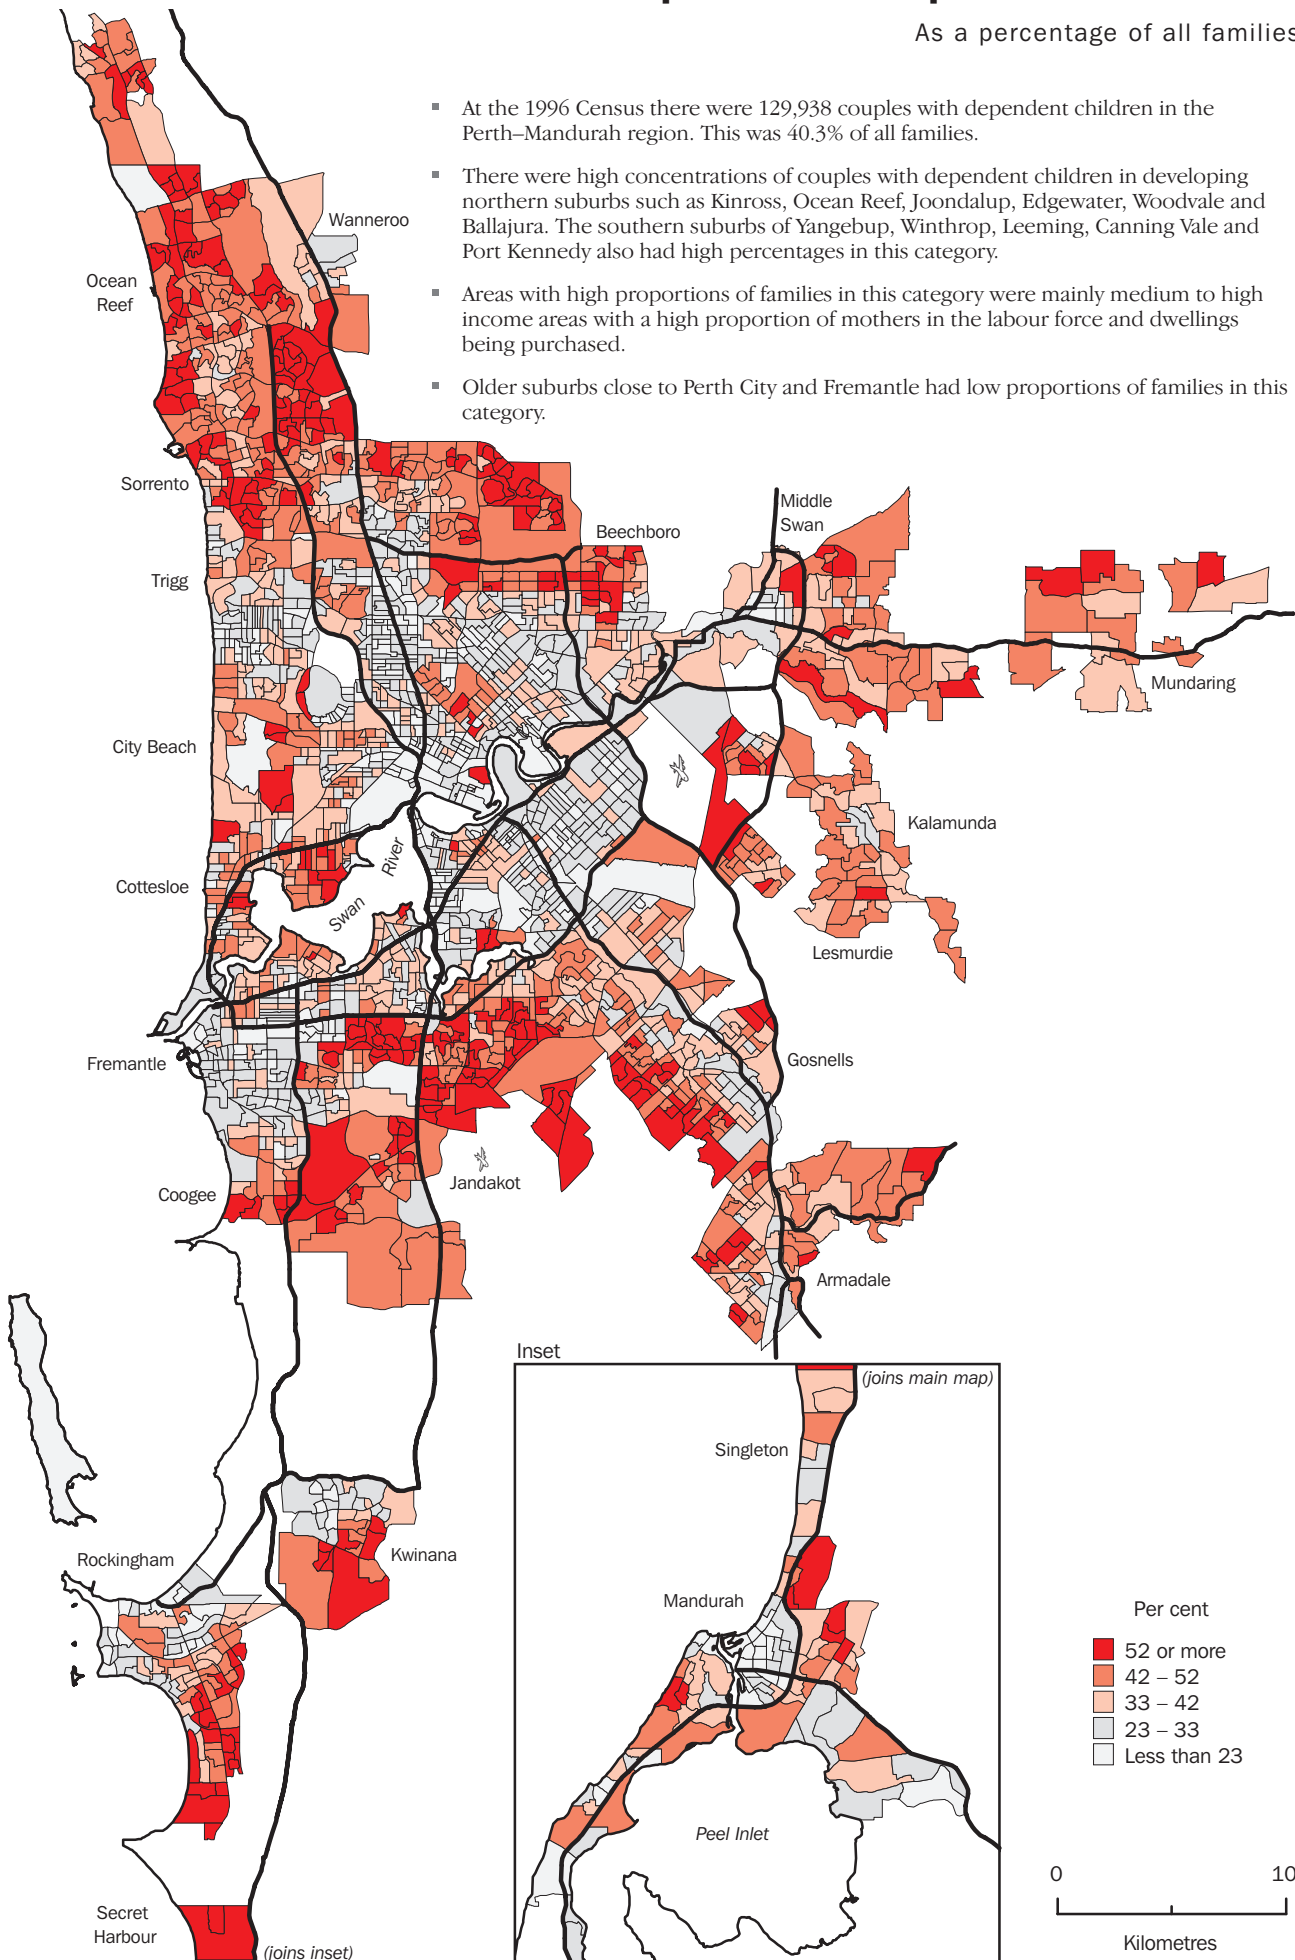 As a percentage of all families
At the 1996 Census there were 129,938 couples with dependent children in the
Perth–Mandurah region. This was 40.3% of all families.
There were high concentrations of couples with dependent children in developing
northern suburbs such as Kinross, Ocean Reef, Joondalup, Edgewater, Woodvale and
Ballajura. The southern suburbs of Yangebup, Winthrop, Leeming, Canning Vale and
Port Kennedy also had high percentages in this category.
Areas with high proportions of families in this category were mainly medium to high
income areas with a high proportion of mothers in the labour force and dwellings
being purchased.
Older suburbs close to Perth City and Fremantle had low proportions of families in this
category.
Wanneroo
Ocean
Reef
Sorrento
Middle
Swan
Beechboro
Trigg
Mundaring
City Beach
Kalamunda
River
Cottesloe
Swan
Lesmurdie
Fremantle
Gosnells
Jandakot
Coogee
Armadale
Inset
(joins main map)
Singleton
Rockingham
Kwinana
Mandurah
Per cent
52 or more
42 – 52
33 – 42
23 – 33
Less than 23
Peel Inlet
0 10
Secret
Harbour
Kilometres
(joins inset)